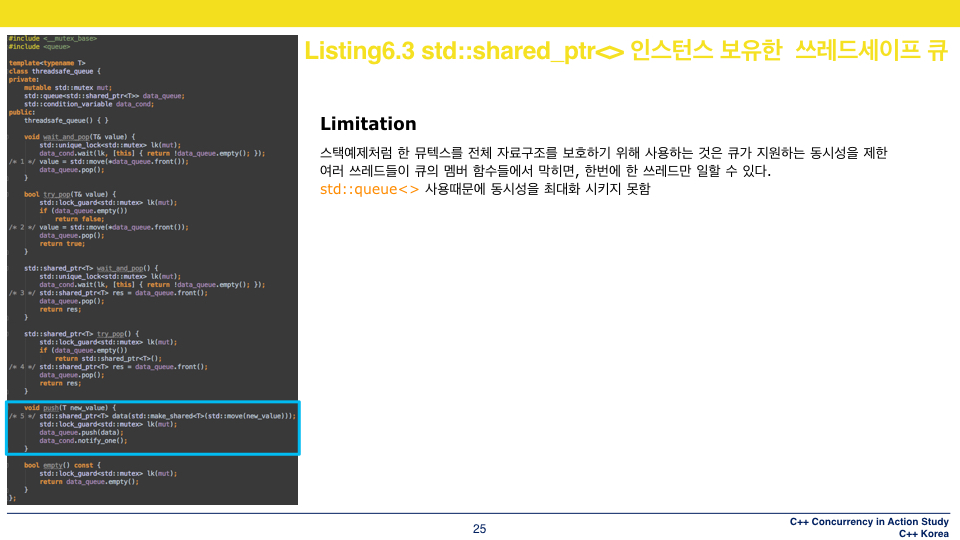 Listing6.3 std::shared_ptr<> 인스턴스 보유한 쓰레드세이프 큐
#include <__mutex_base>
#include <queue>
template<typename T>
class threadsafe_queue {
private:
mutable std::mutex mut;
std::queue<std::shared_ptr<T>> data_queue;
std::condition_variable data_cond;
public:
threadsafe_queue() { }
void wait_and_pop(T& value) {
std::unique_lock<std::mutex> lk(mut);
data_cond.wait(lk, [this] { return !data_queue.empty(); });
/* 1 */ value = std::move(*data_queue.front());
data_queue.pop();
}
bool try_pop(T& value) {
std::lock_guard<std::mutex> lk(mut);
if (data_queue.empty())
return false;
/* 2 */ value = std::move(*data_queue.front());
data_queue.pop();
return true;
}
std::shared_ptr<T> wait_and_pop() {
std::unique_lock<std::mutex> lk(mut);
data_cond.wait(lk, [this] { return !data_queue.empty(); });
/* 3 */ std::shared_ptr<T> res = data_queue.front();
data_queue.pop();
return res;
}
std::shared_ptr<T> try_pop() {
std::lock_guard<std::mutex> lk(mut);
if (data_queue.empty())
return std::shared_ptr<T>();
/* 4 */ std::shared_ptr<T> res = data_queue.front();
data_queue.pop();
return res;
}
void push(T new_value) {
/* 5 */ std::shared_ptr<T> data(std::make_shared<T>(std::move(new_value)));
std::lock_guard<std::mutex> lk(mut);
data_queue.push(data);
data_cond.notify_one();
}
bool empty() const {
std::lock_guard<std::mutex> lk(mut);
return data_queue.empty();
}
};
Limitation
스택예제처럼 한 뮤텍스를 전체 자료구조를 보호하기 위해 사용하는 것은 큐가 지원하는 동시성을 제한
여러 쓰레드들이 큐의 멤버 함수들에서 막히면, 한번에 한 쓰레드만 일할 수 있다.
std::queue<> 사용때문에 동시성을 최대화 시키지 못함
25
C++ Concurrency in Action Study
C++ Korea